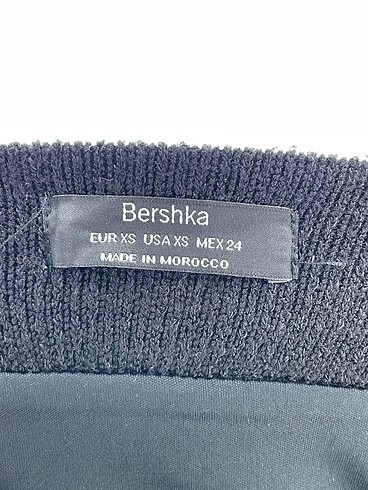 Bershka
EUR XS USA XS MEX 24
MADE IN MOROCCO